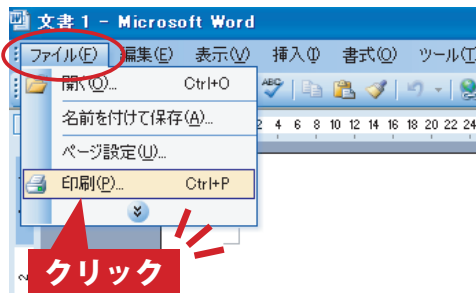 文書 1 - Microsoft Word
ファイル(F) 編集(E) 表示(V) 挿入(I) 書式(O) ツール(T
開く(O)... Ctrl+O
ABC
名前を付けて保存(A)...
2 4 6 8 10 12 14 16 18 20 22 24
ページ設定(U)...
印刷(P)... Ctrl+P
クリック
2